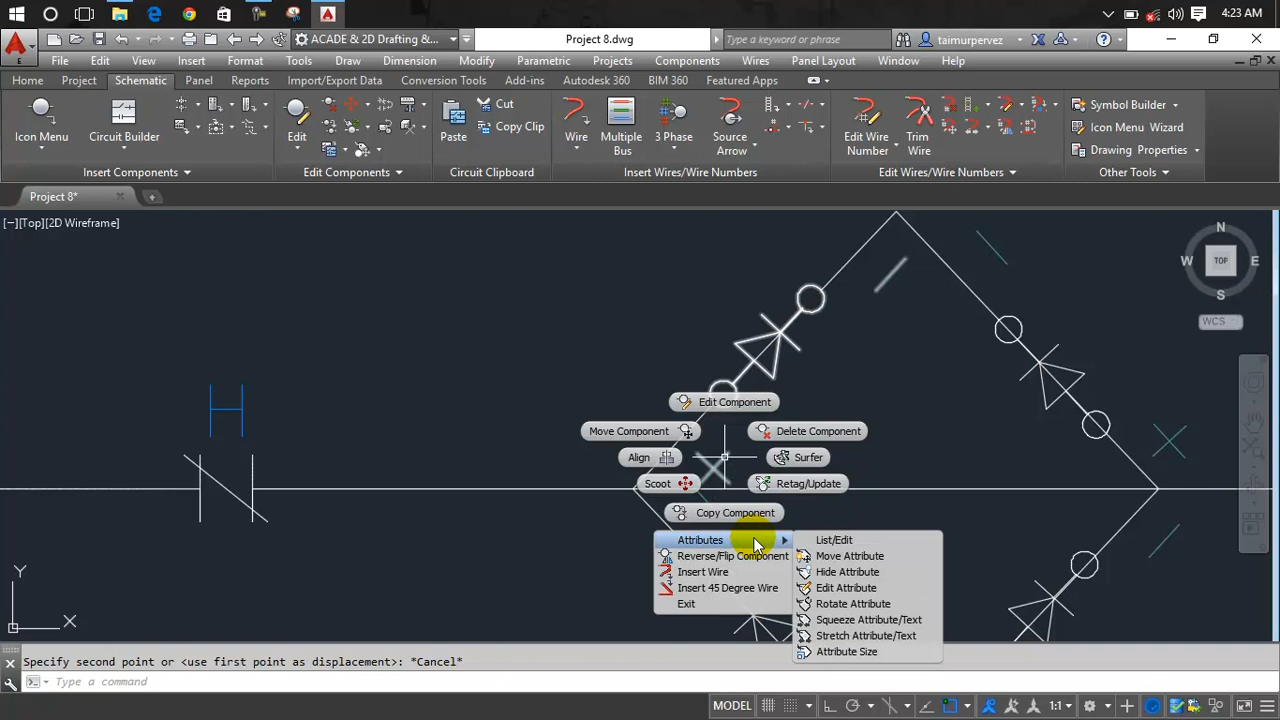 4:23 AM
ACADE & 2D Drafting &...
Project 8.dwg
Type a keyword or phrase
taimurpervez
E
File Edit View Insert Format Tools Draw Dimension Modify Parametric Projects Components Wires Panel Layout Window Help
Home Project Schematic Panel Reports Import/Export Data Conversion Tools Add-ins Autodesk 360 BIM 360 Featured Apps
Icon Menu
Circuit Builder
Edit
Paste
Cut
Copy Clip
Wire
Multiple Bus
3 Phase
Source Arrow
Edit Wire Number
Trim Wire
Symbol Builder
Icon Menu Wizard
Drawing Properties
Insert Components
Edit Components
Circuit Clipboard
Insert Wires/Wire Numbers
Edit Wires/Wire Numbers
Other Tools
Project 8*
[−][Top][2D Wireframe]
N
W
TOP
E
S
WCS
H
Edit Component
Move Component
Delete Component
Align
Surfer
Scoot
Retag/Update
Copy Component
Attributes
Reverse/Flip Component
Insert Wire
Insert 45 Degree Wire
Exit
List/Edit
Move Attribute
Hide Attribute
Edit Attribute
Rotate Attribute
Squeeze Attribute/Text
Stretch Attribute/Text
Attribute Size
Y
X
Specify second point or <use first point as displacement>: *Cancel*
Type a command
MODEL
1:1